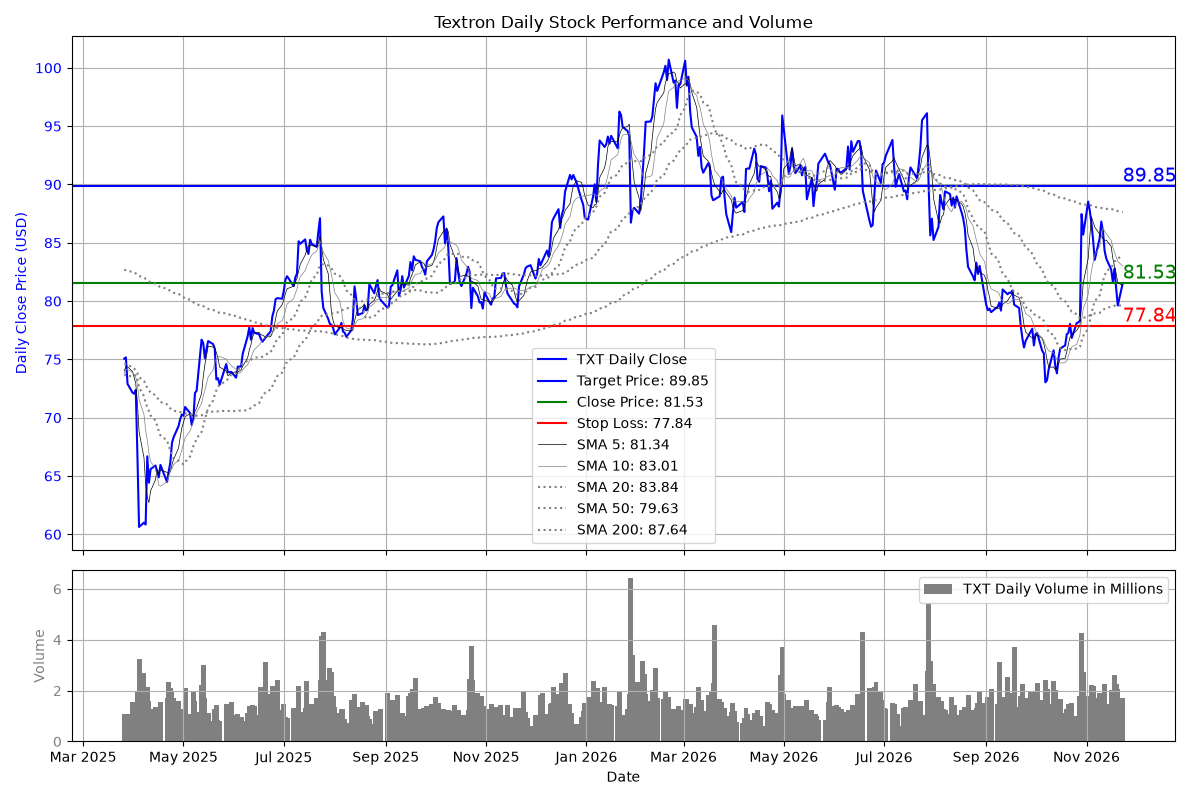 Textron Daily Stock Performance and Volume
Daily Close Price (USD)
100
95
90
85
80
75
70
65
60
89.85
81.53
77.84
TXT Daily Close
Target Price: 89.85
Close Price: 81.53
Stop Loss: 77.84
SMA 5: 81.34
SMA 10: 83.01
SMA 20: 83.84
SMA 50: 79.63
SMA 200: 87.64
Volume
6
4
2
0
TXT Daily Volume in Millions
Mar 2025 May 2025 Jul 2025 Sep 2025 Nov 2025 Jan 2026 Mar 2026 May 2026 Jul 2026 Sep 2026 Nov 2026
Date